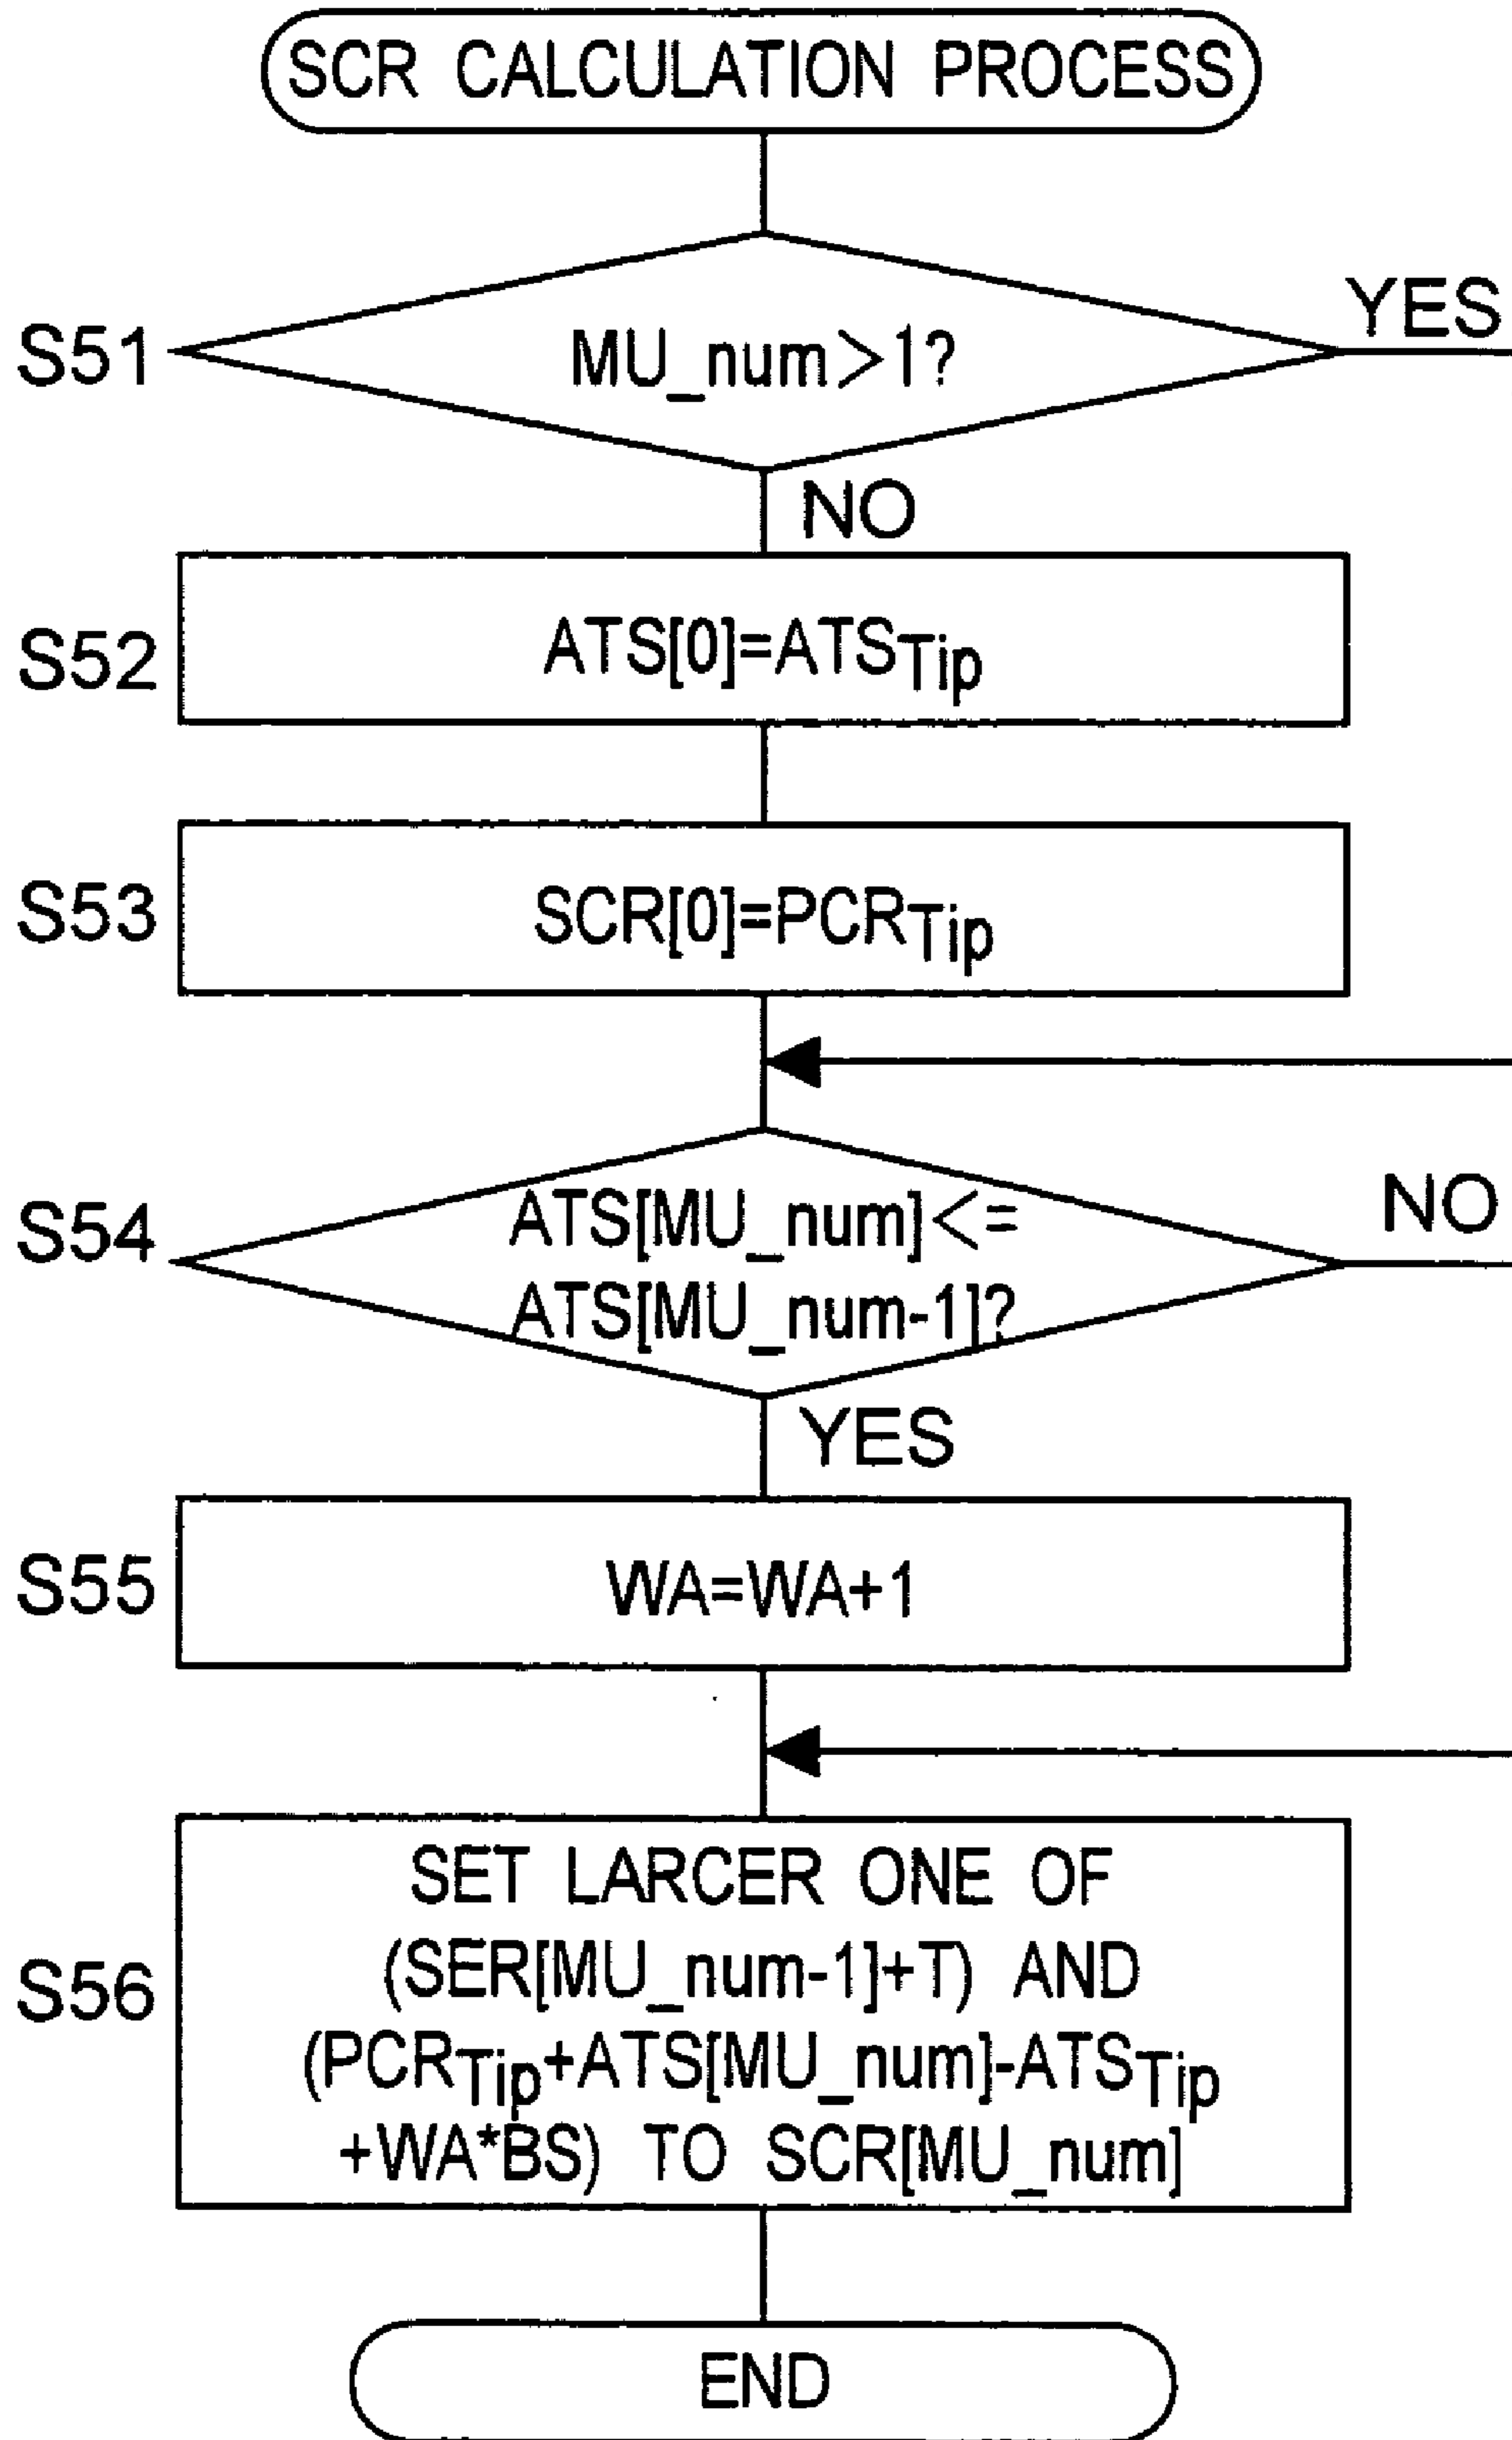 SCR CALCULATION PROCESS
YES
S51
MU_num>1?
NO
S52
ATS[0]=ATSTip
S53
SCR[0]=PCRTip
S54
ATS[MU_num]<=
NO
ATS[MU_num-1]?
YES
S55
WA=WA+1
S56
SET LARCER ONE OF
(SER[MU_num-1]+T) AND
(PCRTip+ATS[MU_num]-ATSTip
+WA*BS) TO SCR[MU_num]
END